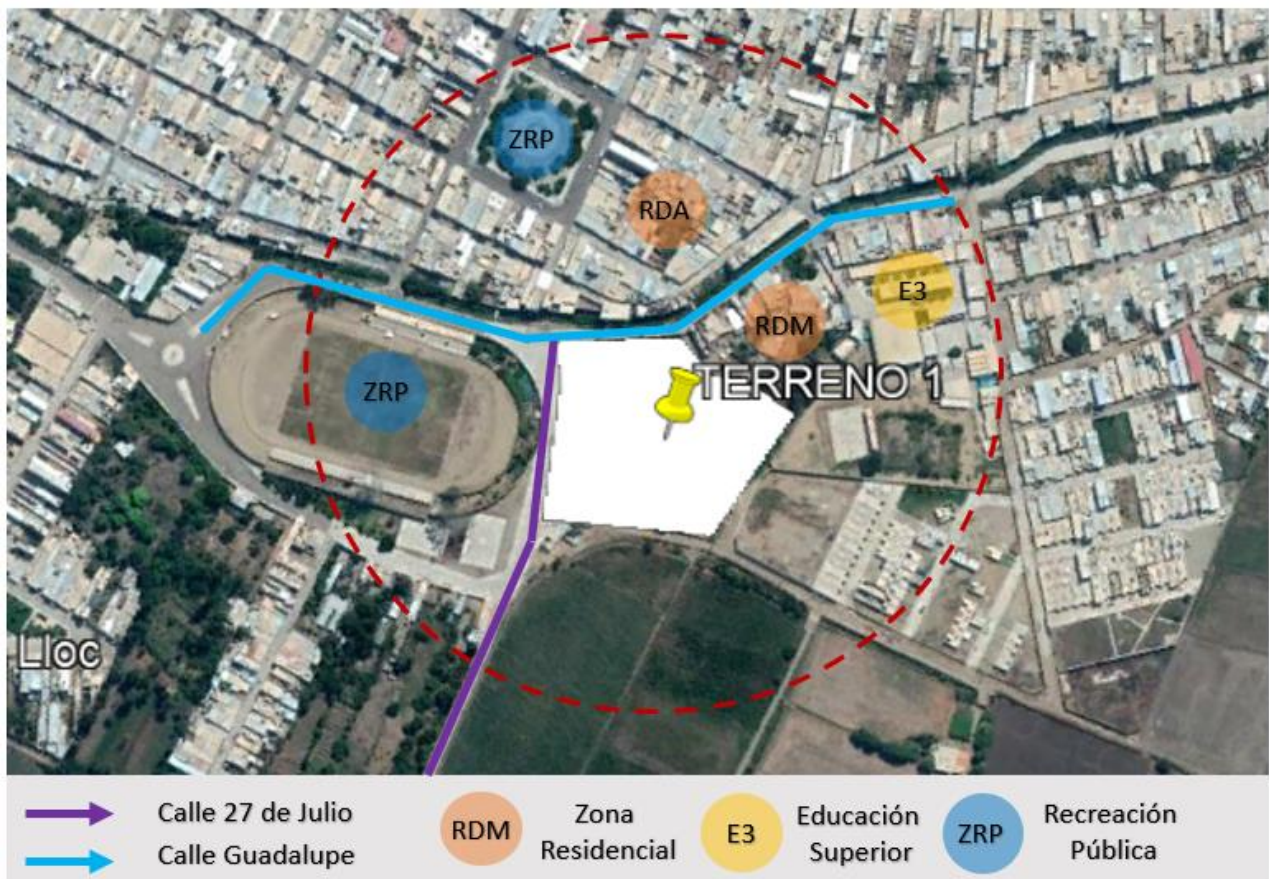 ZRP
RDA
E3
RDM
ZRP
TERRENO 1
Lloc
Calle 27 de Julio
Calle Guadalupe
RDM
Zona
Residencial
E3
Educación
Superior
ZRP
Recreación
Pública